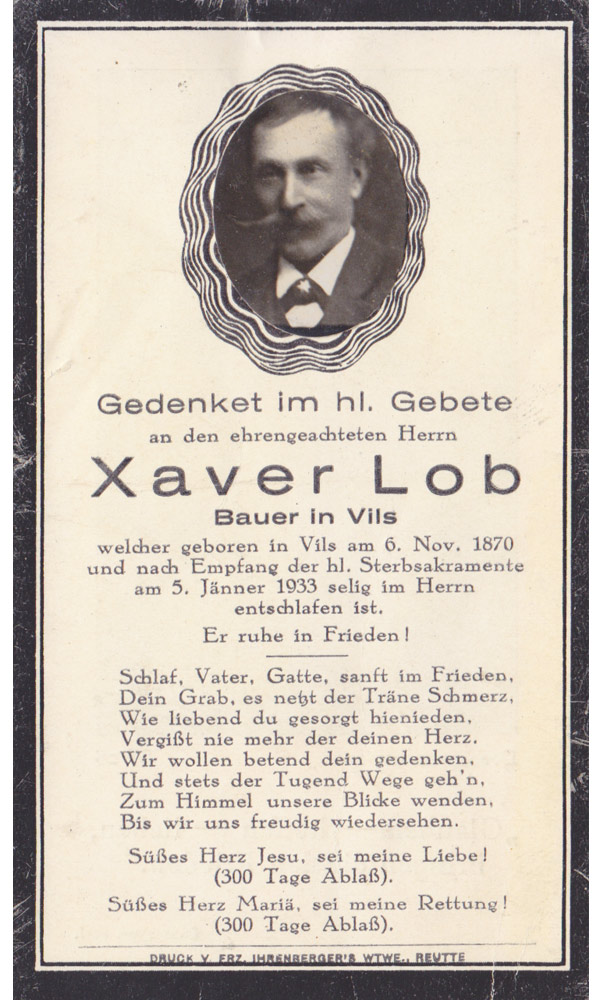 Gedenket im hl. Gebete
an den ehrengeachteten Herrn
Xaver Lob
Bauer in Vils
welcher geboren in Vils am 6. Nov. 1870
und nach Empfang der hl. Sterbsakramente
am 5. Jänner 1933 selig im Herrn
entschlafen ist.
Er ruhe in Frieden!
Schlaf, Vater, Gatte, sanft im Frieden,
Dein Grab, es netzt der Träne Schmerz,
Wie liebend du gesorgt hienieden,
Vergißt nie mehr der deinen Herz.
Wir wollen betend dein gedenken,
Und stets der Tugend Wege geh'n,
Zum Himmel unsere Blicke wenden,
Bis wir uns freudig wiedersehen.
Süßes Herz Jesu, sei meine Liebe!
(300 Tage Ablaß).
Süßes Herz Mariä, sei meine Rettung!
(300 Tage Ablaß).
DRUCK V. FRZ. IHRENBERGER'S WTWE., REUTTE